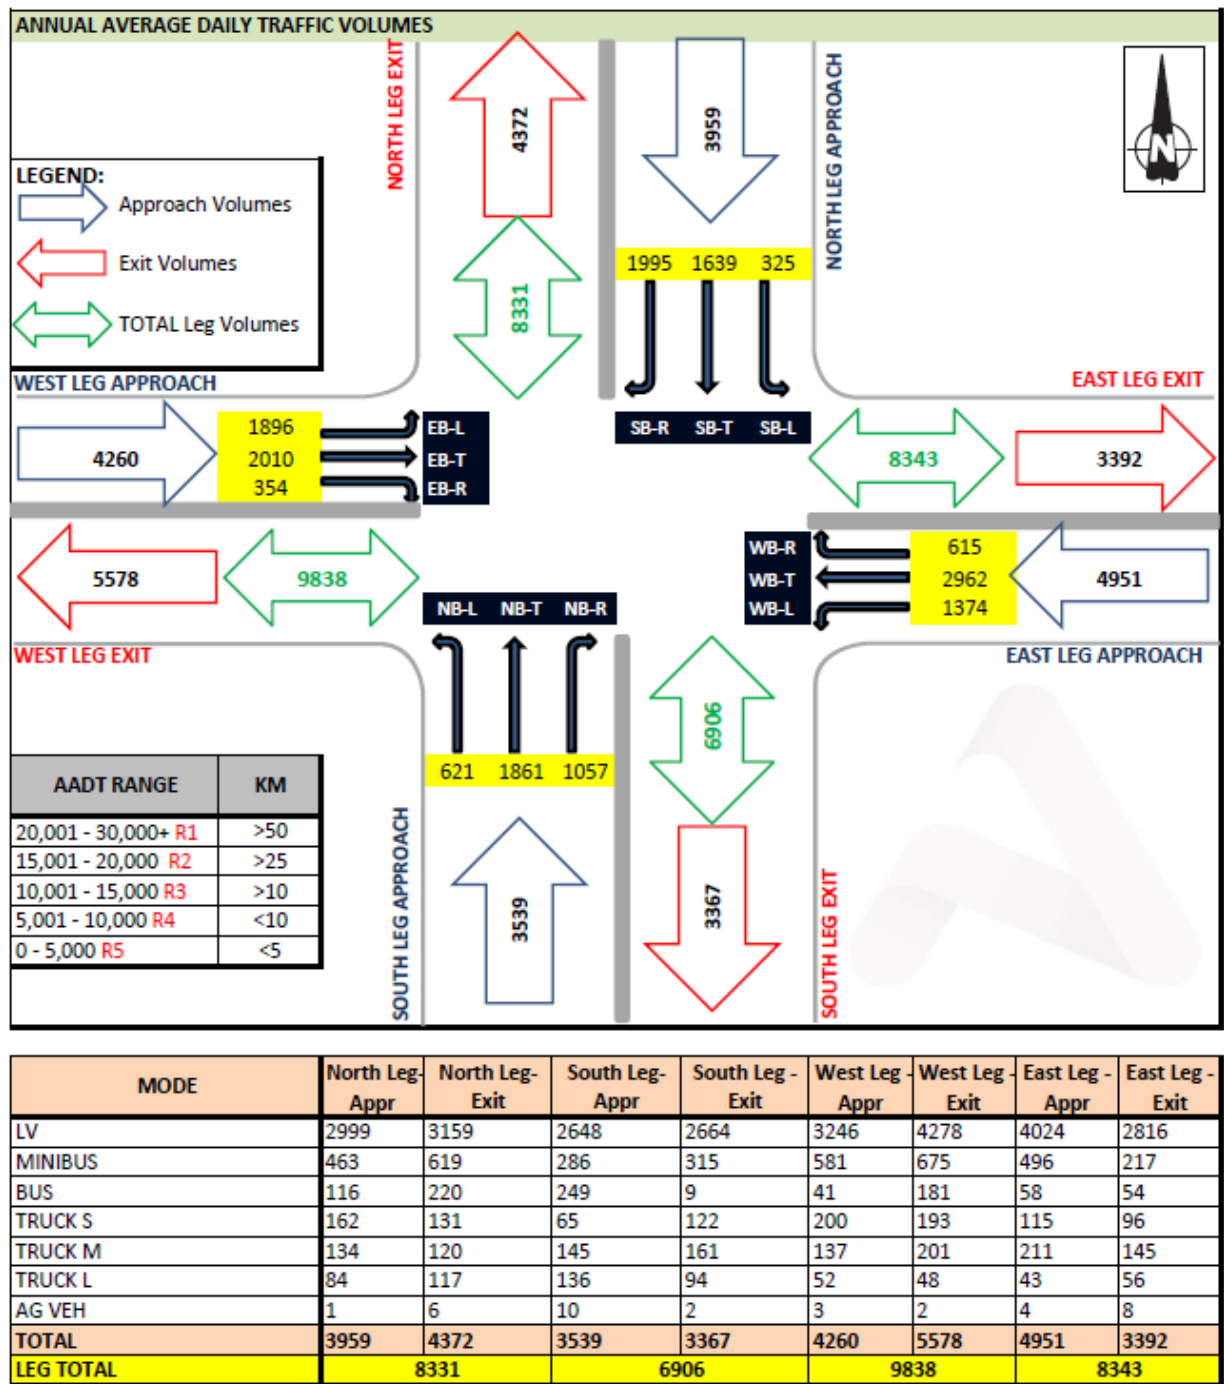 ANNUAL AVERAGE DAILY TRAFFIC VOLUMES
NORTH LEG EXIT
4372
3959
NORTH LEG APPROACH
N
LEGEND:
Approach Volumes
Exit Volumes
TOTAL Leg Volumes
8331
1995 1639 325
WEST LEG APPROACH
EAST LEG EXIT
SB-R SB-T SB-L
4260
1896 EB-L
2010 EB-T
354 EB-R
8343
3392
5578
9838
WB-R 615
WB-T 2962
WB-L 1374
4951
NB-L NB-T NB-R
WEST LEG EXIT
EAST LEG APPROACH
6906
621 1861 1057
AADT RANGE KM
20,001 - 30,000+ R1 >50
15,001 - 20,000 R2 >25
10,001 - 15,000 R3 >10
5,001 - 10,000 R4 <10
0 - 5,000 R5 <5
SOUTH LEG APPROACH
3539
3367
SOUTH LEG EXIT
MODE North Leg- Appr North Leg- Exit South Leg- Appr South Leg - Exit West Leg - Appr West Leg - Exit East Leg - Appr East Leg - Exit
LV 2999 3159 2648 2664 3246 4278 4024 2816
MINIBUS 463 619 286 315 581 675 496 217
BUS 116 220 249 9 41 181 58 54
TRUCK S 162 131 65 122 200 193 115 96
TRUCK M 134 120 145 161 137 201 211 145
TRUCK L 84 117 136 94 52 48 43 56
AG VEH 1 6 10 2 3 2 4 8
TOTAL 3959 4372 3539 3367 4260 5578 4951 3392
LEG TOTAL 8331 6906 9838 8343